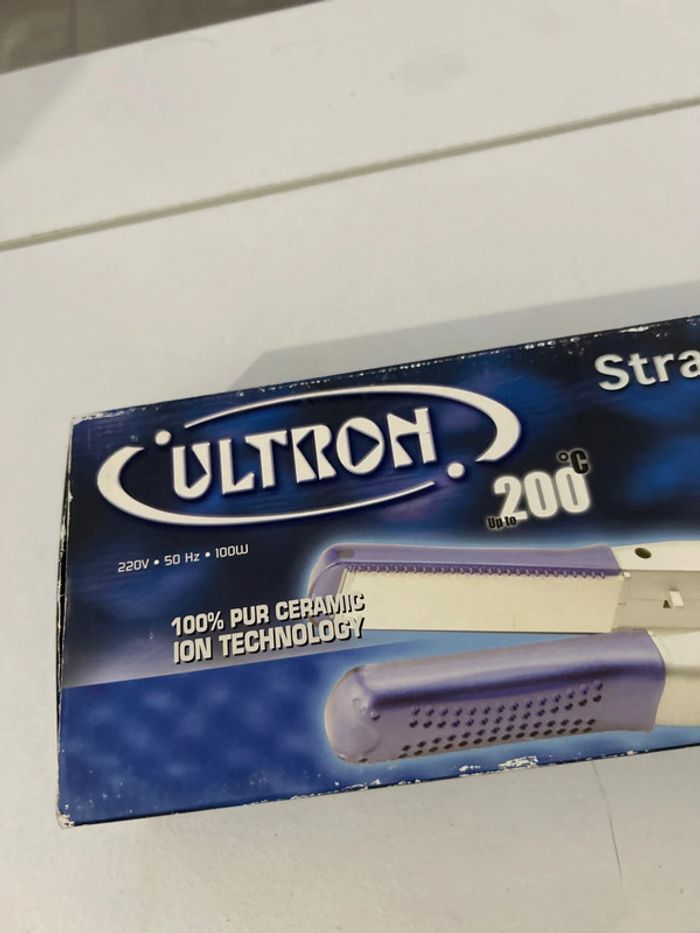 Stra
ULTRON
Up to 200°C
220V • 50 Hz • 100W
100% PUR CERAMIC
ION TECHNOLOGY